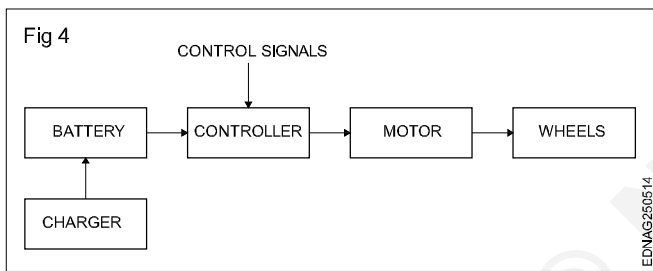 Fig 4
CONTROL SIGNALS
BATTERY
CONTROLLER
MOTOR
WHEELS
CHARGER
EDNAG250514